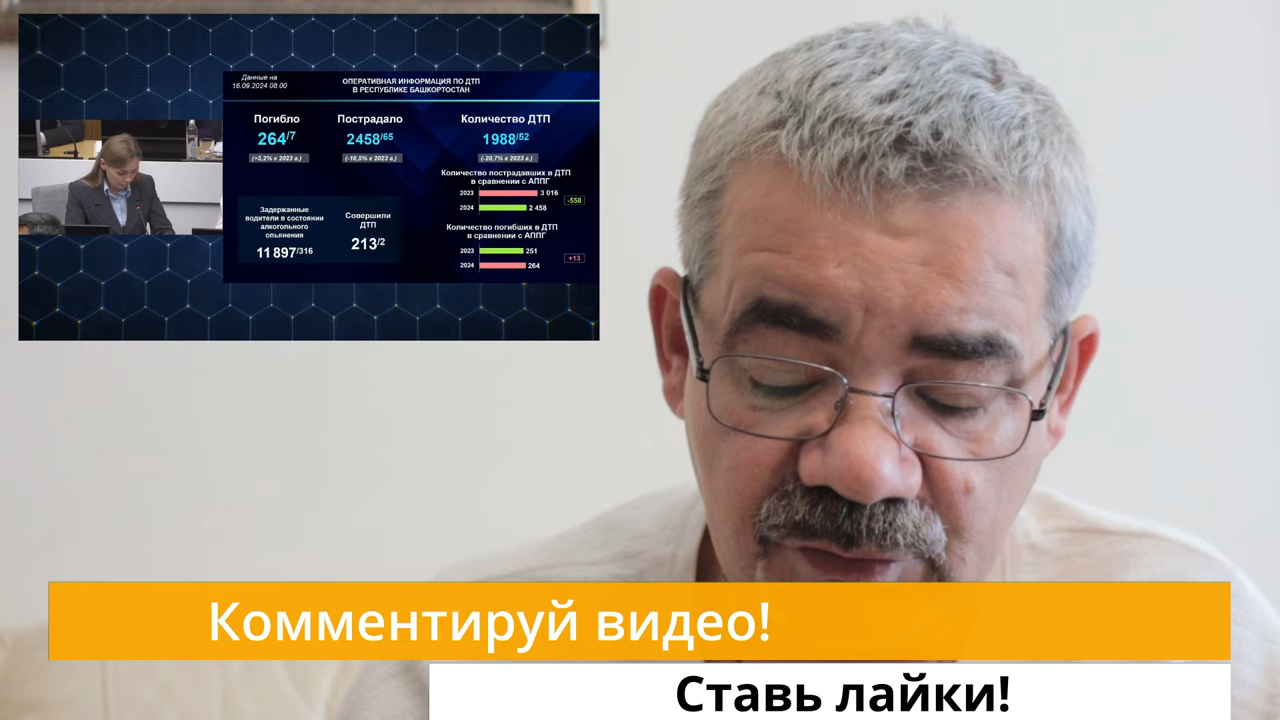 Данные на
16.09.2024 08.00
ОПЕРАТИВНАЯ ИНФОРМАЦИЯ ПО ДТП
В РЕСПУБЛИКЕ БАШКОРТОСТАН
Погибло
264/7
(+5,2% к 2023 г.)
Пострадало
2458/65
(-18,5% к 2023 г.)
Количество ДТП
1988/52
(-20,7% к 2023 г.)
Количество пострадавших в ДТП
в сравнении с АППГ
2023 3 016
2024 2 458
-558
Задержанные
водители в состоянии
алкогольного
опьянения
11 897/316
Совершили
ДТП
213/2
Количество погибших в ДТП
в сравнении с АППГ
2023 251
2024 264
+13
Комментируй видео!
Ставь лайки!